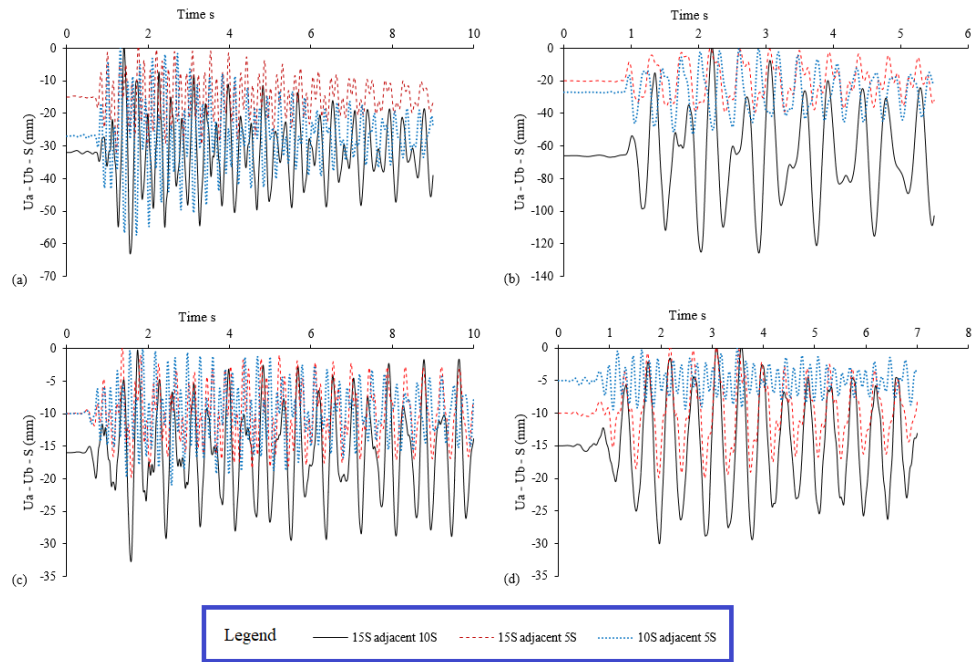 Time s
0 2 4 6 8 10
0
-10
-20
-30
-40
-50
-60
-70
Ua - Ub - S (mm)
(a)
Time s
0 1 2 3 4 5 6
0
-20
-40
-60
-80
-100
-120
-140
Ua - Ub - S (mm)
(b)
Time s
0 2 4 6 8 10
0
-5
-10
-15
-20
-25
-30
-35
Ua - Ub - S (mm)
(c)
Time s
0 1 2 3 4 5 6 7 8
0
-5
-10
-15
-20
-25
-30
-35
Ua - Ub - S (mm)
(d)
Legend 15S adjacent 10S 15S adjacent 5S 10S adjacent 5S